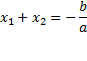 x₁ + x₂ = −b/a